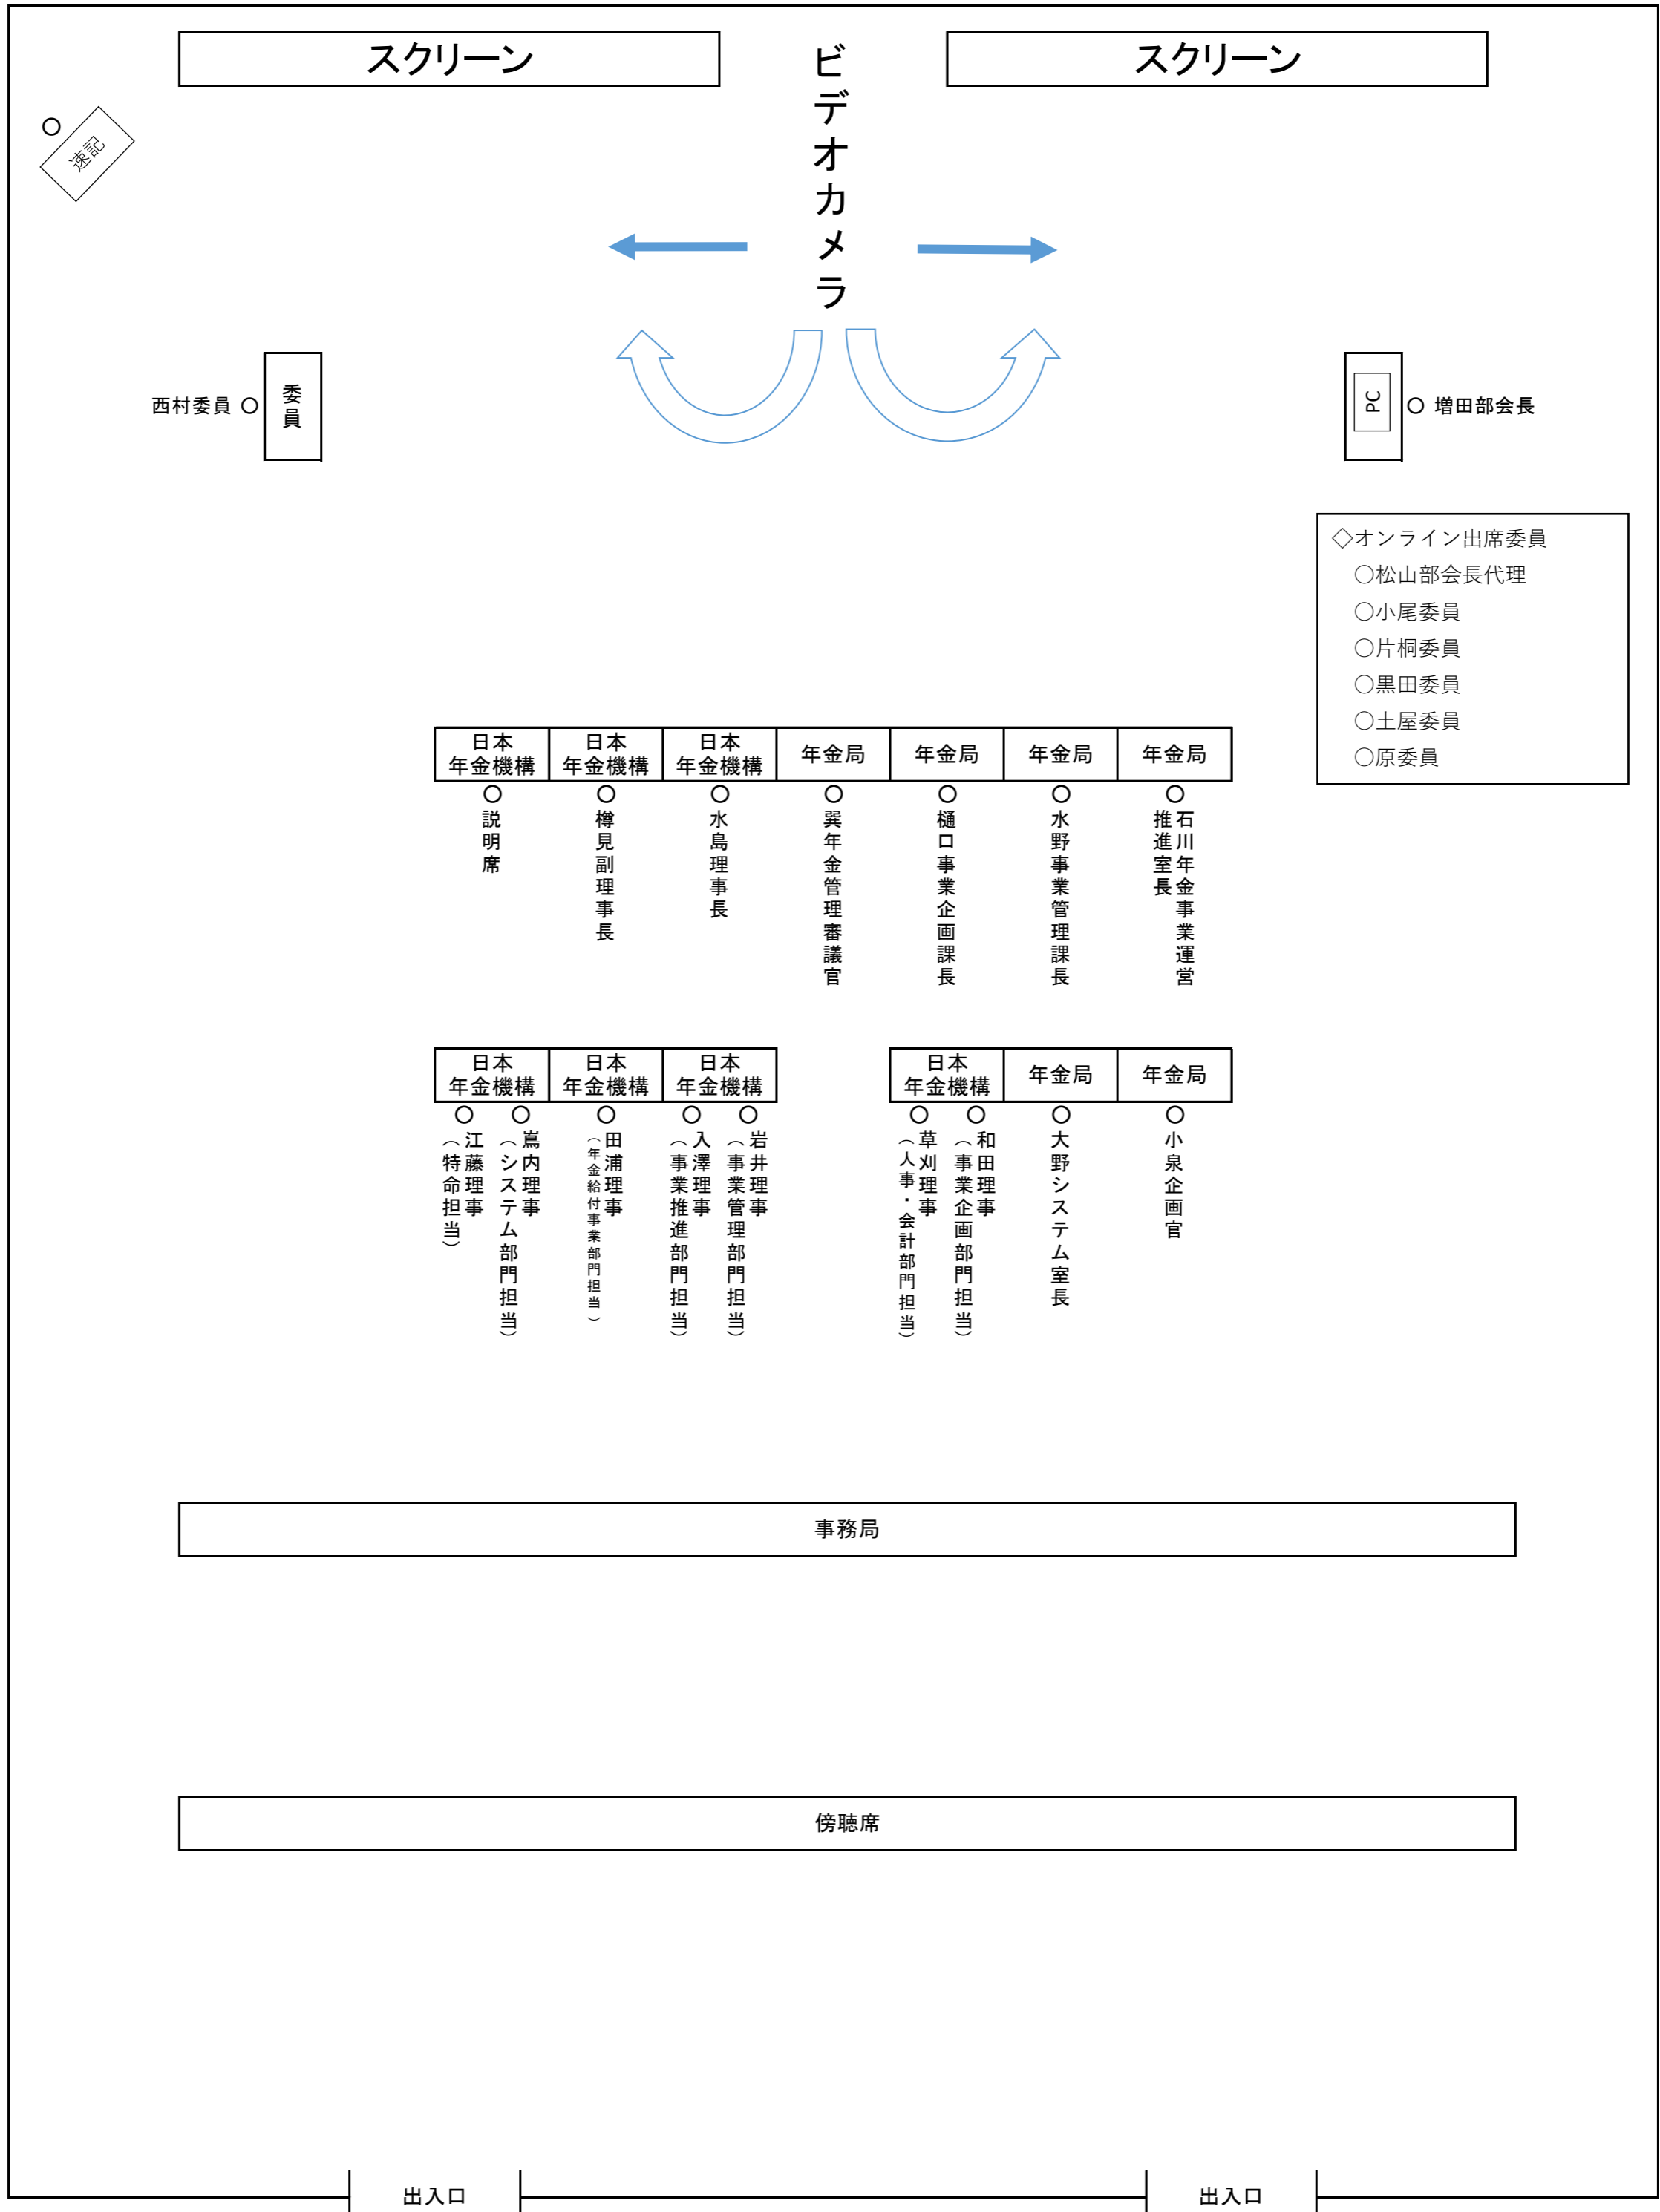 スクリーン
スクリーン
ビデオカメラ
速記
西村委員
委員
PC
増田部会長
◇オンライン出席委員
○松山部会長代理
○小尾委員
○片桐委員
○黒田委員
○土屋委員
○原委員
日本
年金機構
日本
年金機構
日本
年金機構
年金局
年金局
年金局
年金局
説明席
樽見副理事長
水島理事長
巽年金管理審議官
樋口事業企画課長
水野事業管理課長
石川年金事業運営
推進室長
日本
年金機構
日本
年金機構
日本
年金機構
日本
年金機構
年金局
年金局
江藤理事
（特命担当）
嶌内理事
（システム部門担当）
田浦理事
（年金給付事業部門担当）
入澤理事
（事業推進部門担当）
岩井理事
（事業管理部門担当）
草刈理事
（人事・会計部門担当）
和田理事
（事業企画部門担当）
大野システム室長
小泉企画官
事務局
傍聴席
出入口
出入口